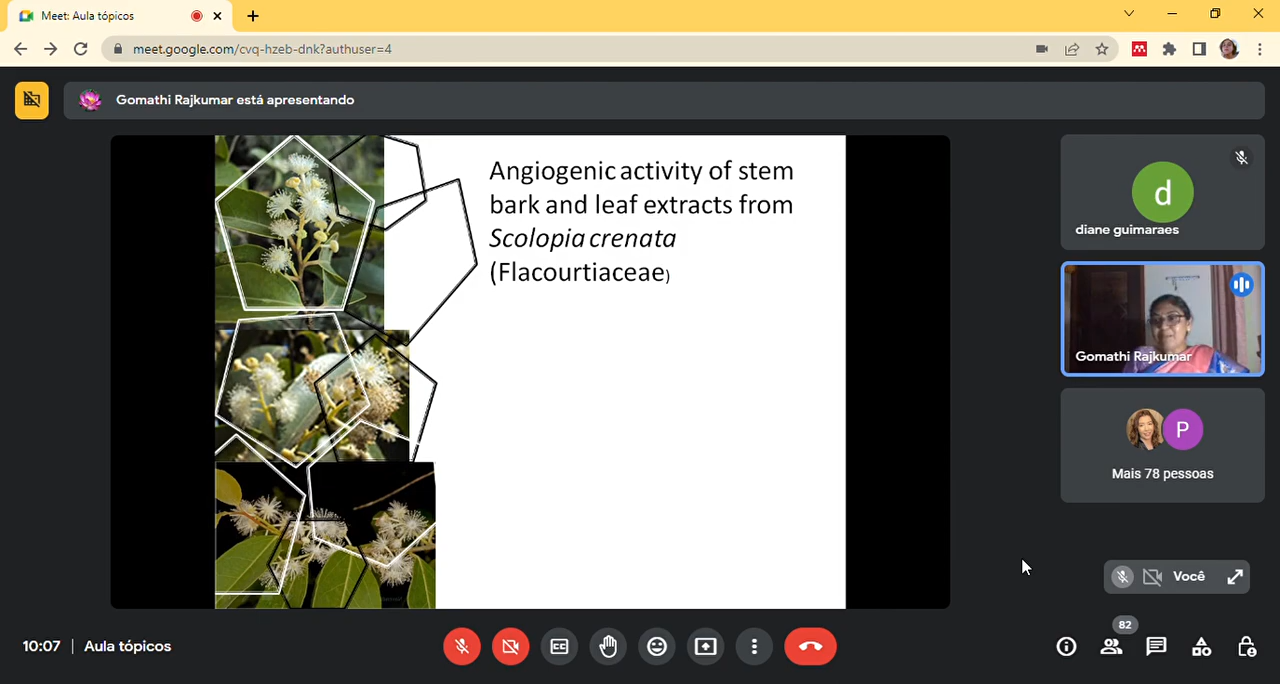 Meet: Aula tópicos
meet.google.com/cvq-hzeb-dnk?authuser=4
Gomathi Rajkumar está apresentando
Angiogenic activity of stem
bark and leaf extracts from
Scolopia crenata
(Flacourtiaceae)
d
diane guimaraes
Gomathi Rajkumar
P
Mais 78 pessoas
Você
82
10:07 | Aula tópicos